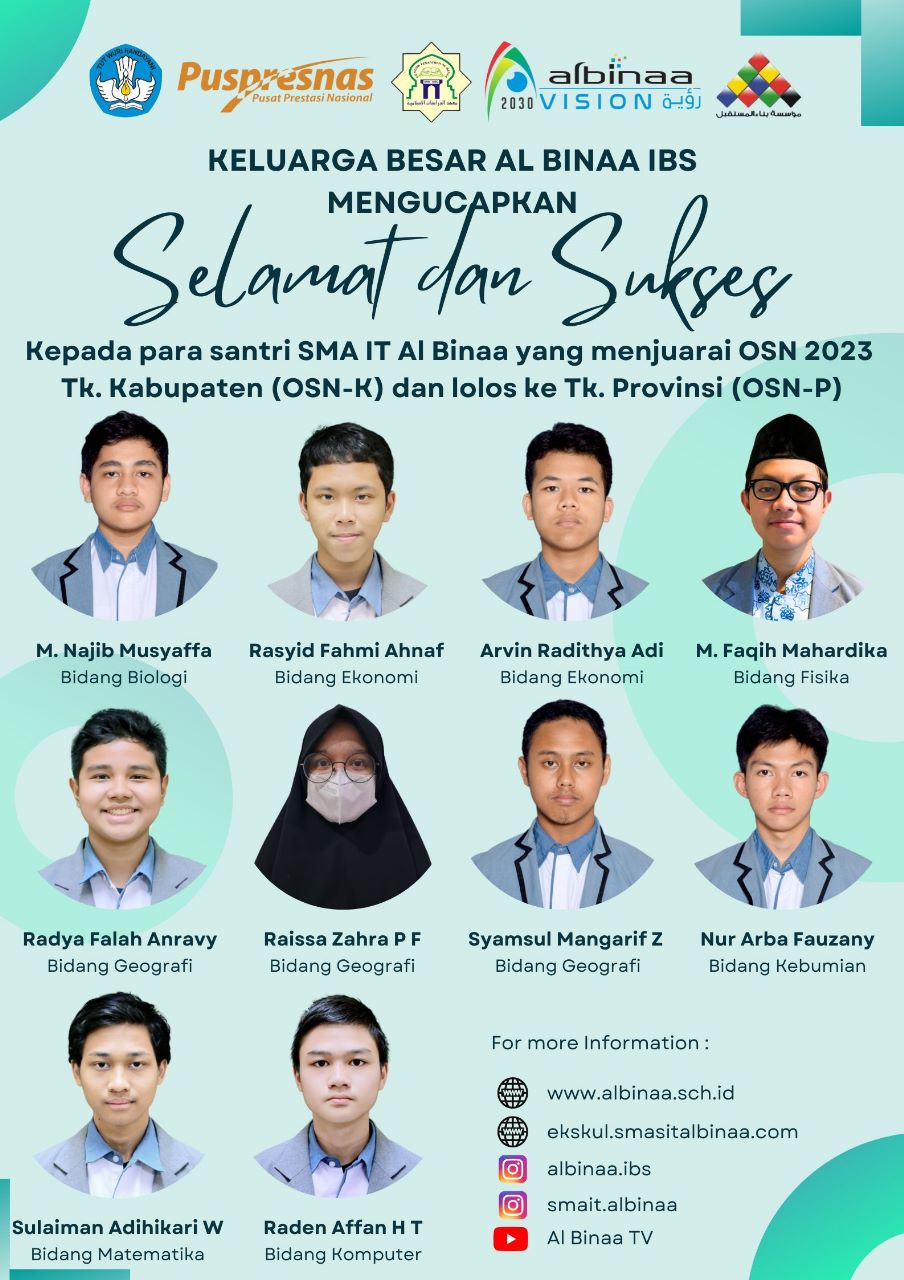 TUT WURI HANDAYANI
Puspresnas
Pusat Prestasi Nasional
albinaa
2030 VISION رؤية
مؤسسة بناء المستقبل
KELUARGA BESAR AL BINAA IBS
MENGUCAPKAN
Selamat dan Sukses
Kepada para santri SMA IT Al Binaa yang menjuarai OSN 2023
Tk. Kabupaten (OSN-K) dan lolos ke Tk. Provinsi (OSN-P)
M. Najib Musyaffa
Bidang Biologi
Rasyid Fahmi Ahnaf
Bidang Ekonomi
Arvin Radithya Adi
Bidang Ekonomi
M. Faqih Mahardika
Bidang Fisika
Radya Falah Anravy
Bidang Geografi
Raissa Zahra P F
Bidang Geografi
Syamsul Mangarif Z
Bidang Geografi
Nur Arba Fauzany
Bidang Kebumian
Sulaiman Adihikari W
Bidang Matematika
Raden Affan H T
Bidang Komputer
For more Information :
www.albinaa.sch.id
ekskul.smasitalbinaa.com
albinaa.ibs
smait.albinaa
Al Binaa TV